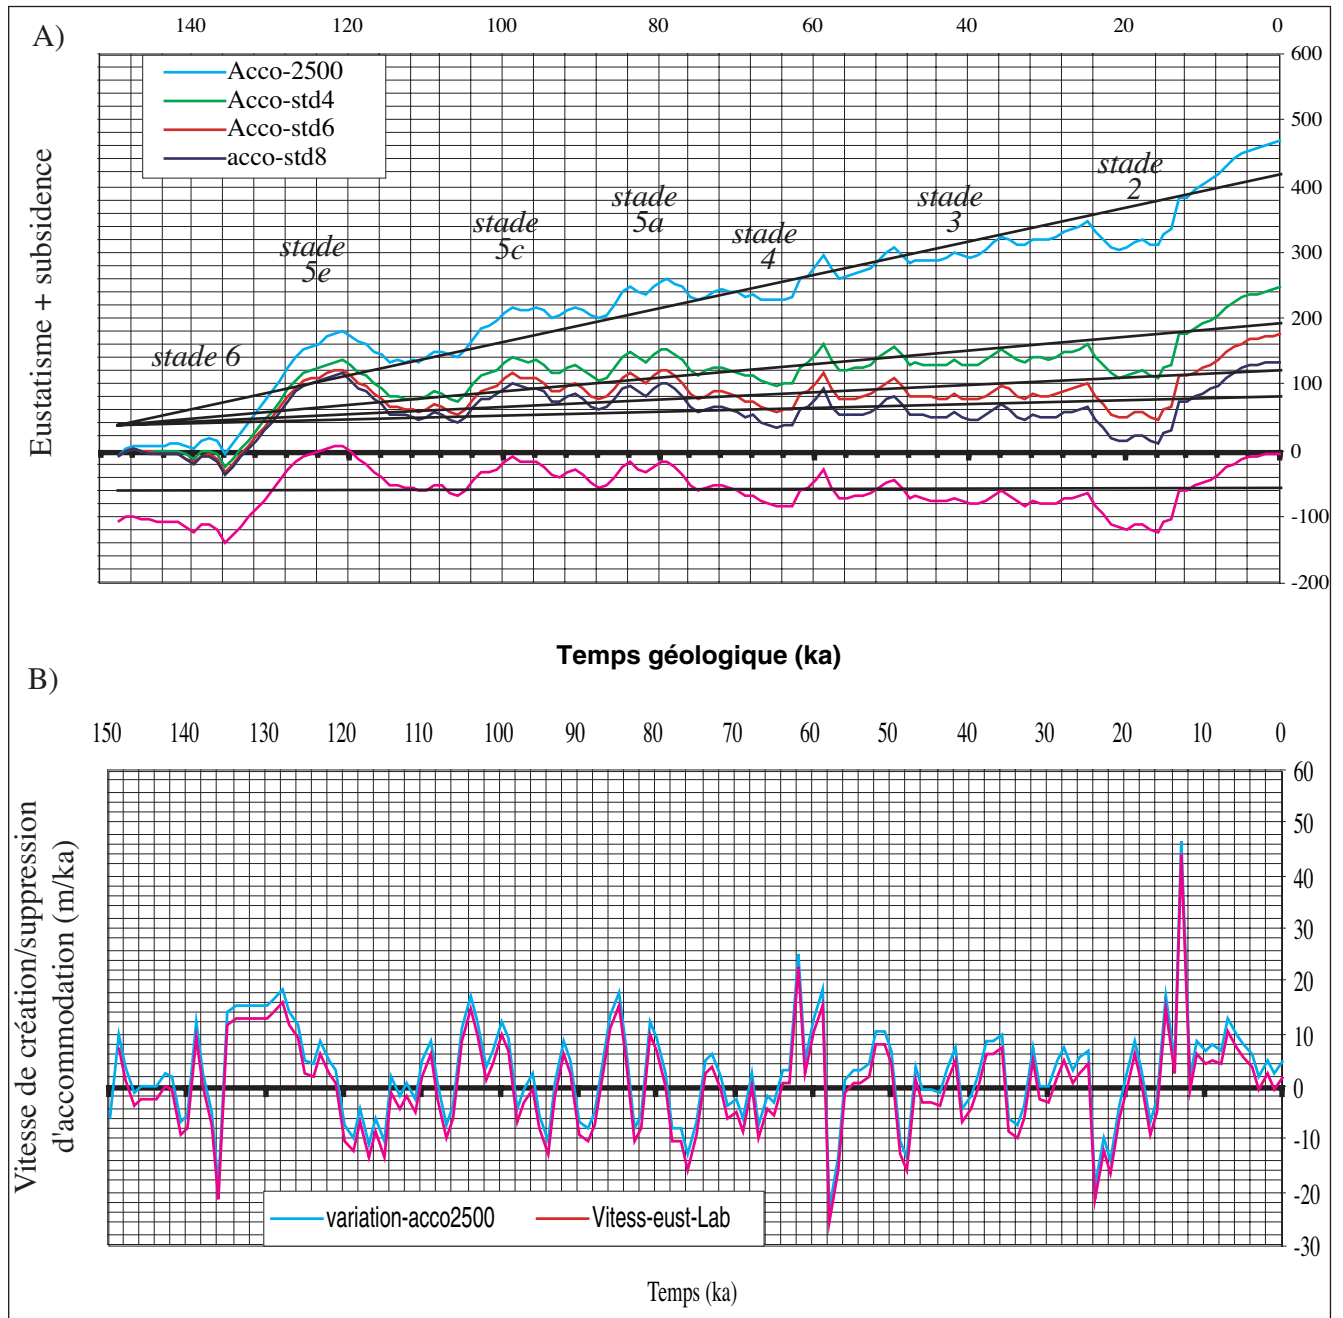 A)
140 120 100 80 60 40 20 0
Acco-2500
Acco-std4
Acco-std6
acco-std8
Eustatisme + subsidence
600
500
400
300
200
100
0
-100
-200
stade 6
stade
5e
stade
5c
stade
5a
stade
4
stade
3
stade
2
Temps géologique (ka)
B)
150 140 130 120 110 100 90 80 70 60 50 40 30 20 10 0
Vitesse de création/suppression
d'accommodation (m/ka)
60
50
40
30
20
10
0
-10
-20
-30
variation-acco2500 Vitess-eust-Lab
Temps (ka)